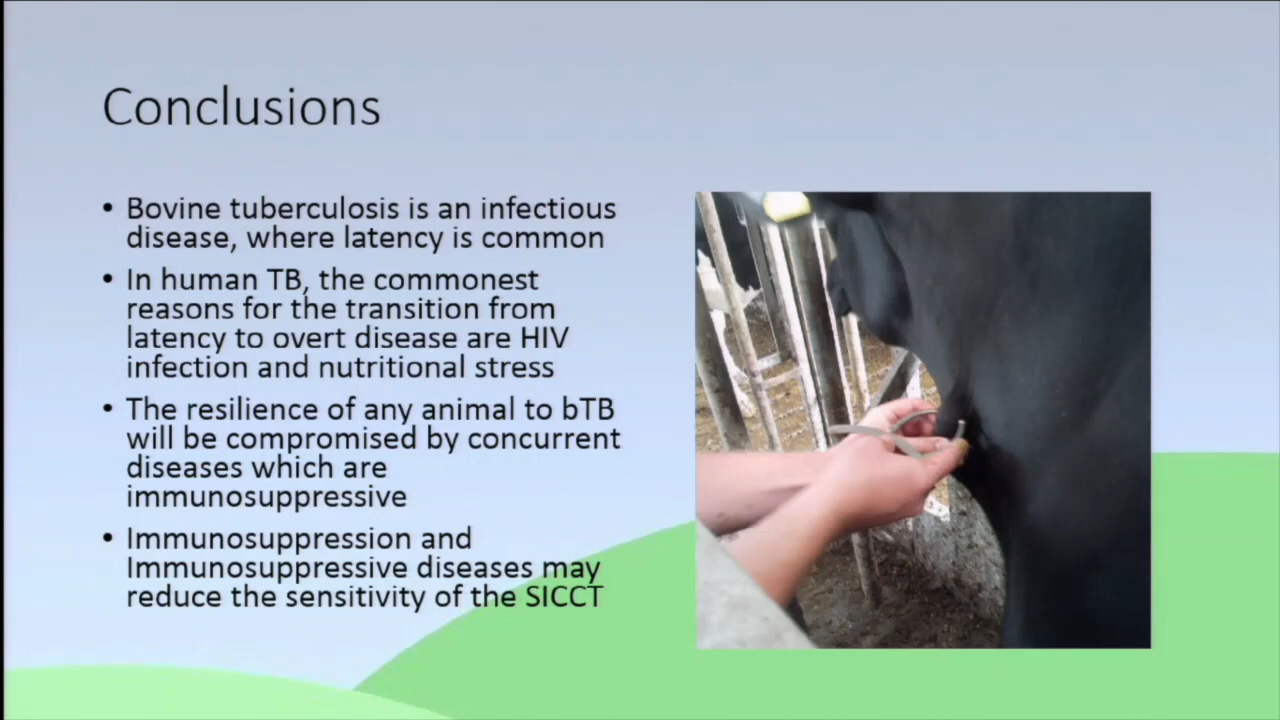 Conclusions
• Bovine tuberculosis is an infectious
disease, where latency is common
• In human TB, the commonest
reasons for the transition from
latency to overt disease are HIV
infection and nutritional stress
• The resilience of any animal to bTB
will be compromised by concurrent
diseases which are
immunosuppressive
• Immunosuppression and
Immunosuppressive diseases may
reduce the sensitivity of the SICCT